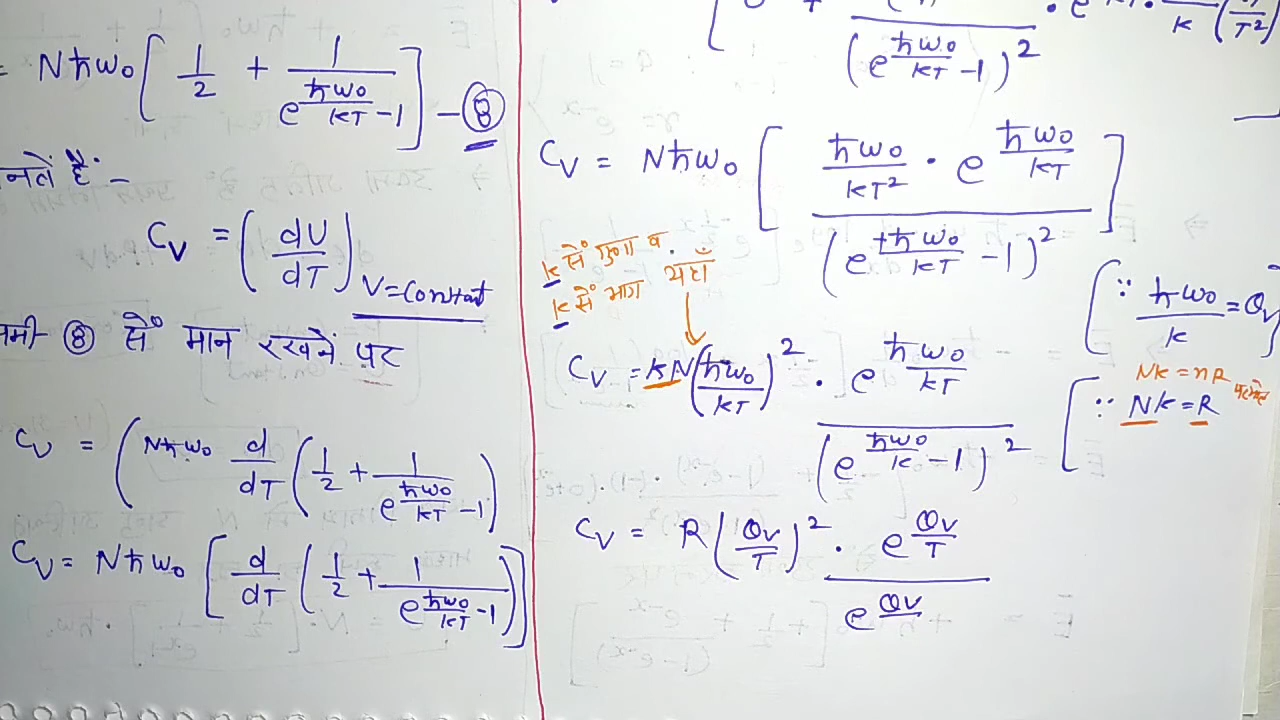 = Nħω₀[1/2 + 1/(e^(ħω₀/kT) -1)] - ⑧
नतें है· -
C_V = (dU/dT)_V=Constant
⑧ सें मान रखनें पर
C_V = (Nħω₀ d/dT (1/2 + 1/(e^(ħω₀/kT) -1))
C_V = Nħω₀ [d/dT (1/2 + 1/(e^(ħω₀/kT) -1))]
(e^(ħω₀/kT) -1)²
C_V = Nħω₀ [ħω₀/kT² · e^(ħω₀/kT) / (e^(+ħω₀/kT) -1)²]
k सें गुणा व
k सें भाग यहाँ
[∵ ħω₀/k = θ_V]
C_V = kN(ħω₀/kT)² · e^(ħω₀/kT) / (e^(ħω₀/k) -1)²
Nk = nR
[∵ Nk = R
C_V = R(θ_V/T)² · e^(θ_V/T) / e^(θ_V/)